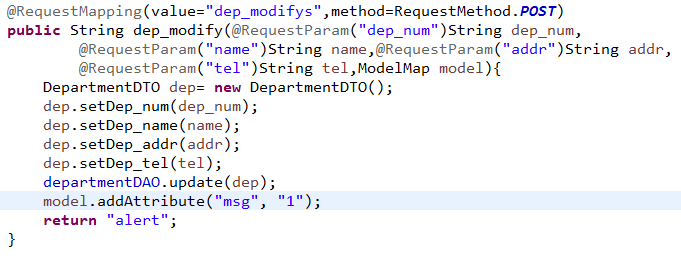 @RequestMapping(value="dep_modifys",method=RequestMethod.POST)
public String dep_modify(@RequestParam("dep_num")String dep_num,
@RequestParam("name")String name,@RequestParam("addr")String addr,
@RequestParam("tel")String tel,ModelMap model){
DepartmentDTO dep= new DepartmentDTO();
dep.setDep_num(dep_num);
dep.setDep_name(name);
dep.setDep_addr(addr);
dep.setDep_tel(tel);
departmentDAO.update(dep);
model.addAttribute("msg", "1");
return "alert";
}